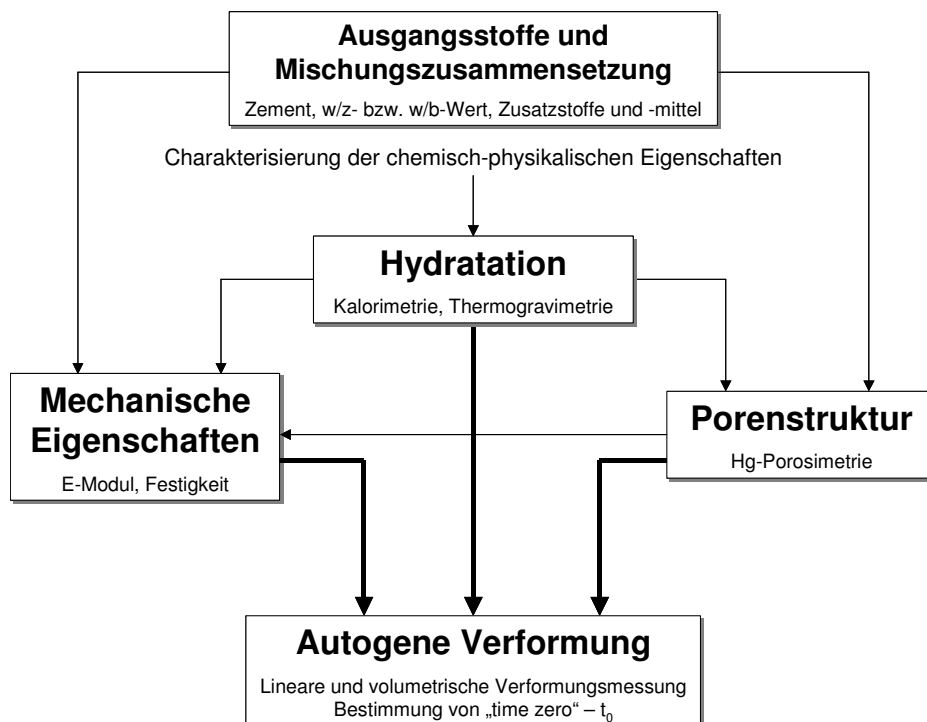 Ausgangsstoffe und
Mischungszusammensetzung
Zement, w/z- bzw. w/b-Wert, Zusatzstoffe und -mittel
Charakterisierung der chemisch-physikalischen Eigenschaften
Hydratation
Kalorimetrie, Thermogravimetrie
Mechanische
Eigenschaften
E-Modul, Festigkeit
Porenstruktur
Hg-Porosimetrie
Autogene Verformung
Lineare und volumetrische Verformungsmessung
Bestimmung von „time zero“ – t₀